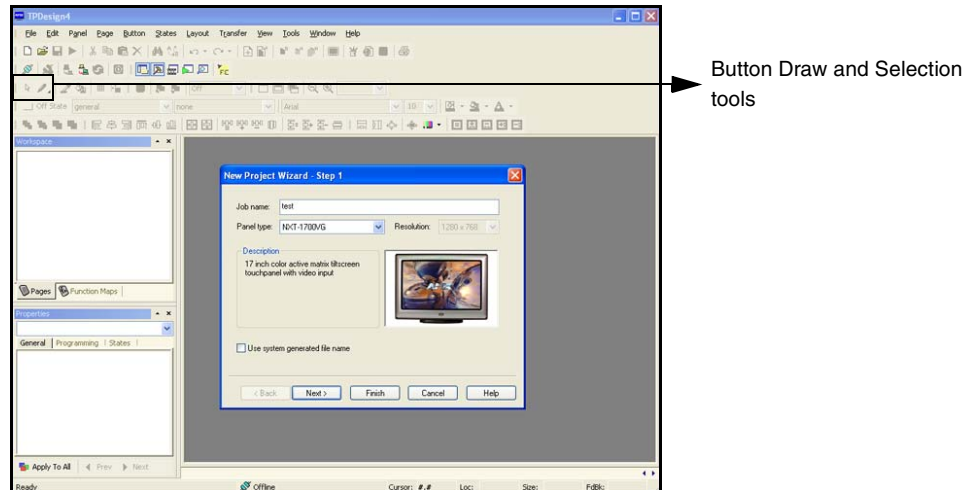 TPDesign4
File Edit Panel Page Button States Layout Transfer View Tools Window Help
FC
Off
Off State general none Arial 10
Workspace
Pages Function Maps
Properties
General Programming States
Apply To All Prev Next
Ready Offline Cursor: #,# Loc: Size: FdBk:
New Project Wizard - Step 1
Job name: test
Panel type: NXT-1700VG Resolution: 1280 x 768
Description
17 inch color active matrix tiltscreen
touchpanel with video input
Use system generated file name
< Back Next > Finish Cancel Help
Button Draw and Selection
tools